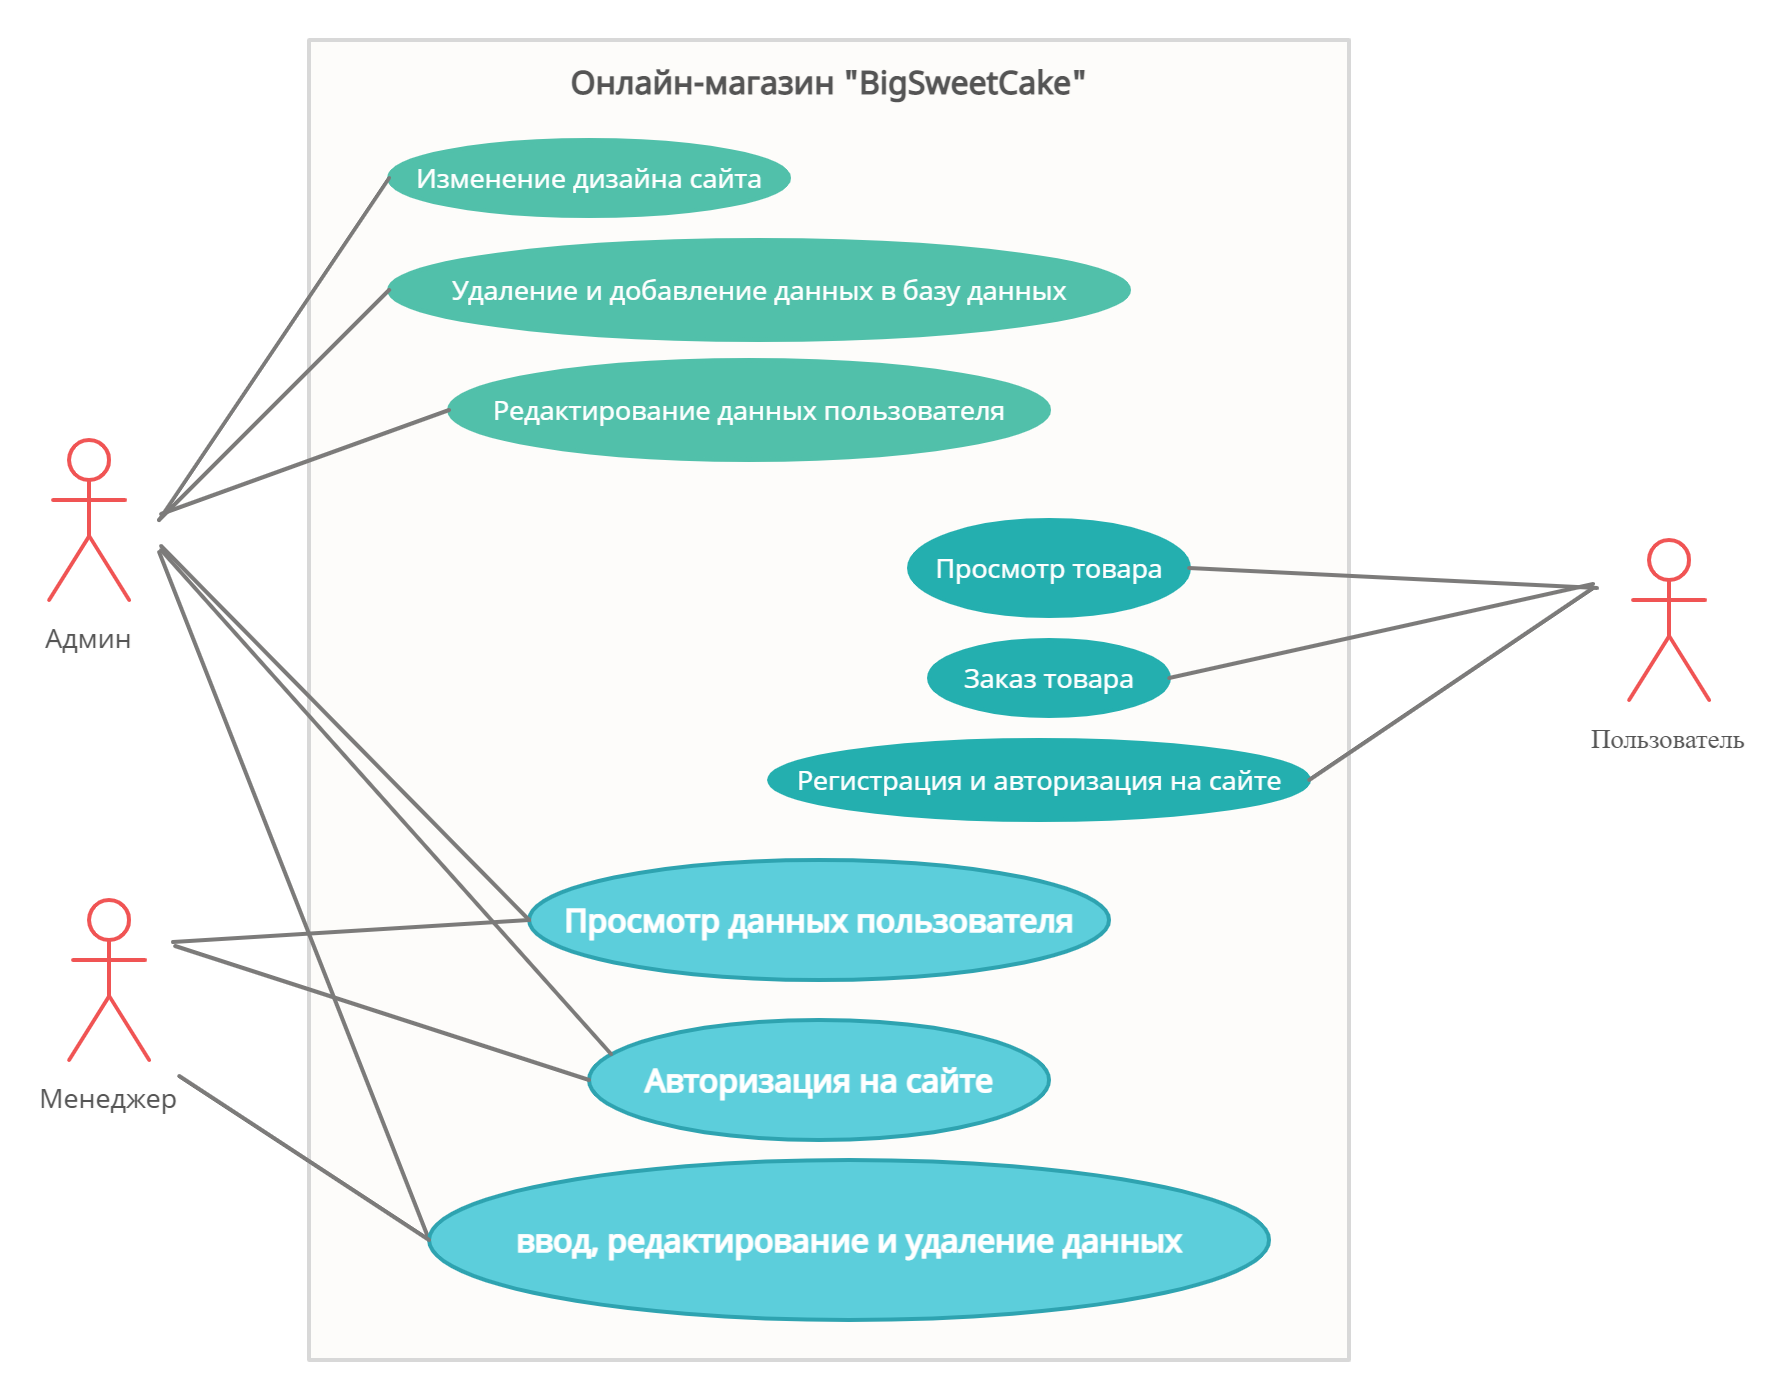 Онлайн-магазин "BigSweetCake"
Изменение дизайна сайта
Удаление и добавление данных в базу данных
Редактирование данных пользователя
Просмотр товара
Админ
Заказ товара
Пользователь
Регистрация и авторизация на сайте
Просмотр данных пользователя
Авторизация на сайте
Менеджер
ввод, редактирование и удаление данных